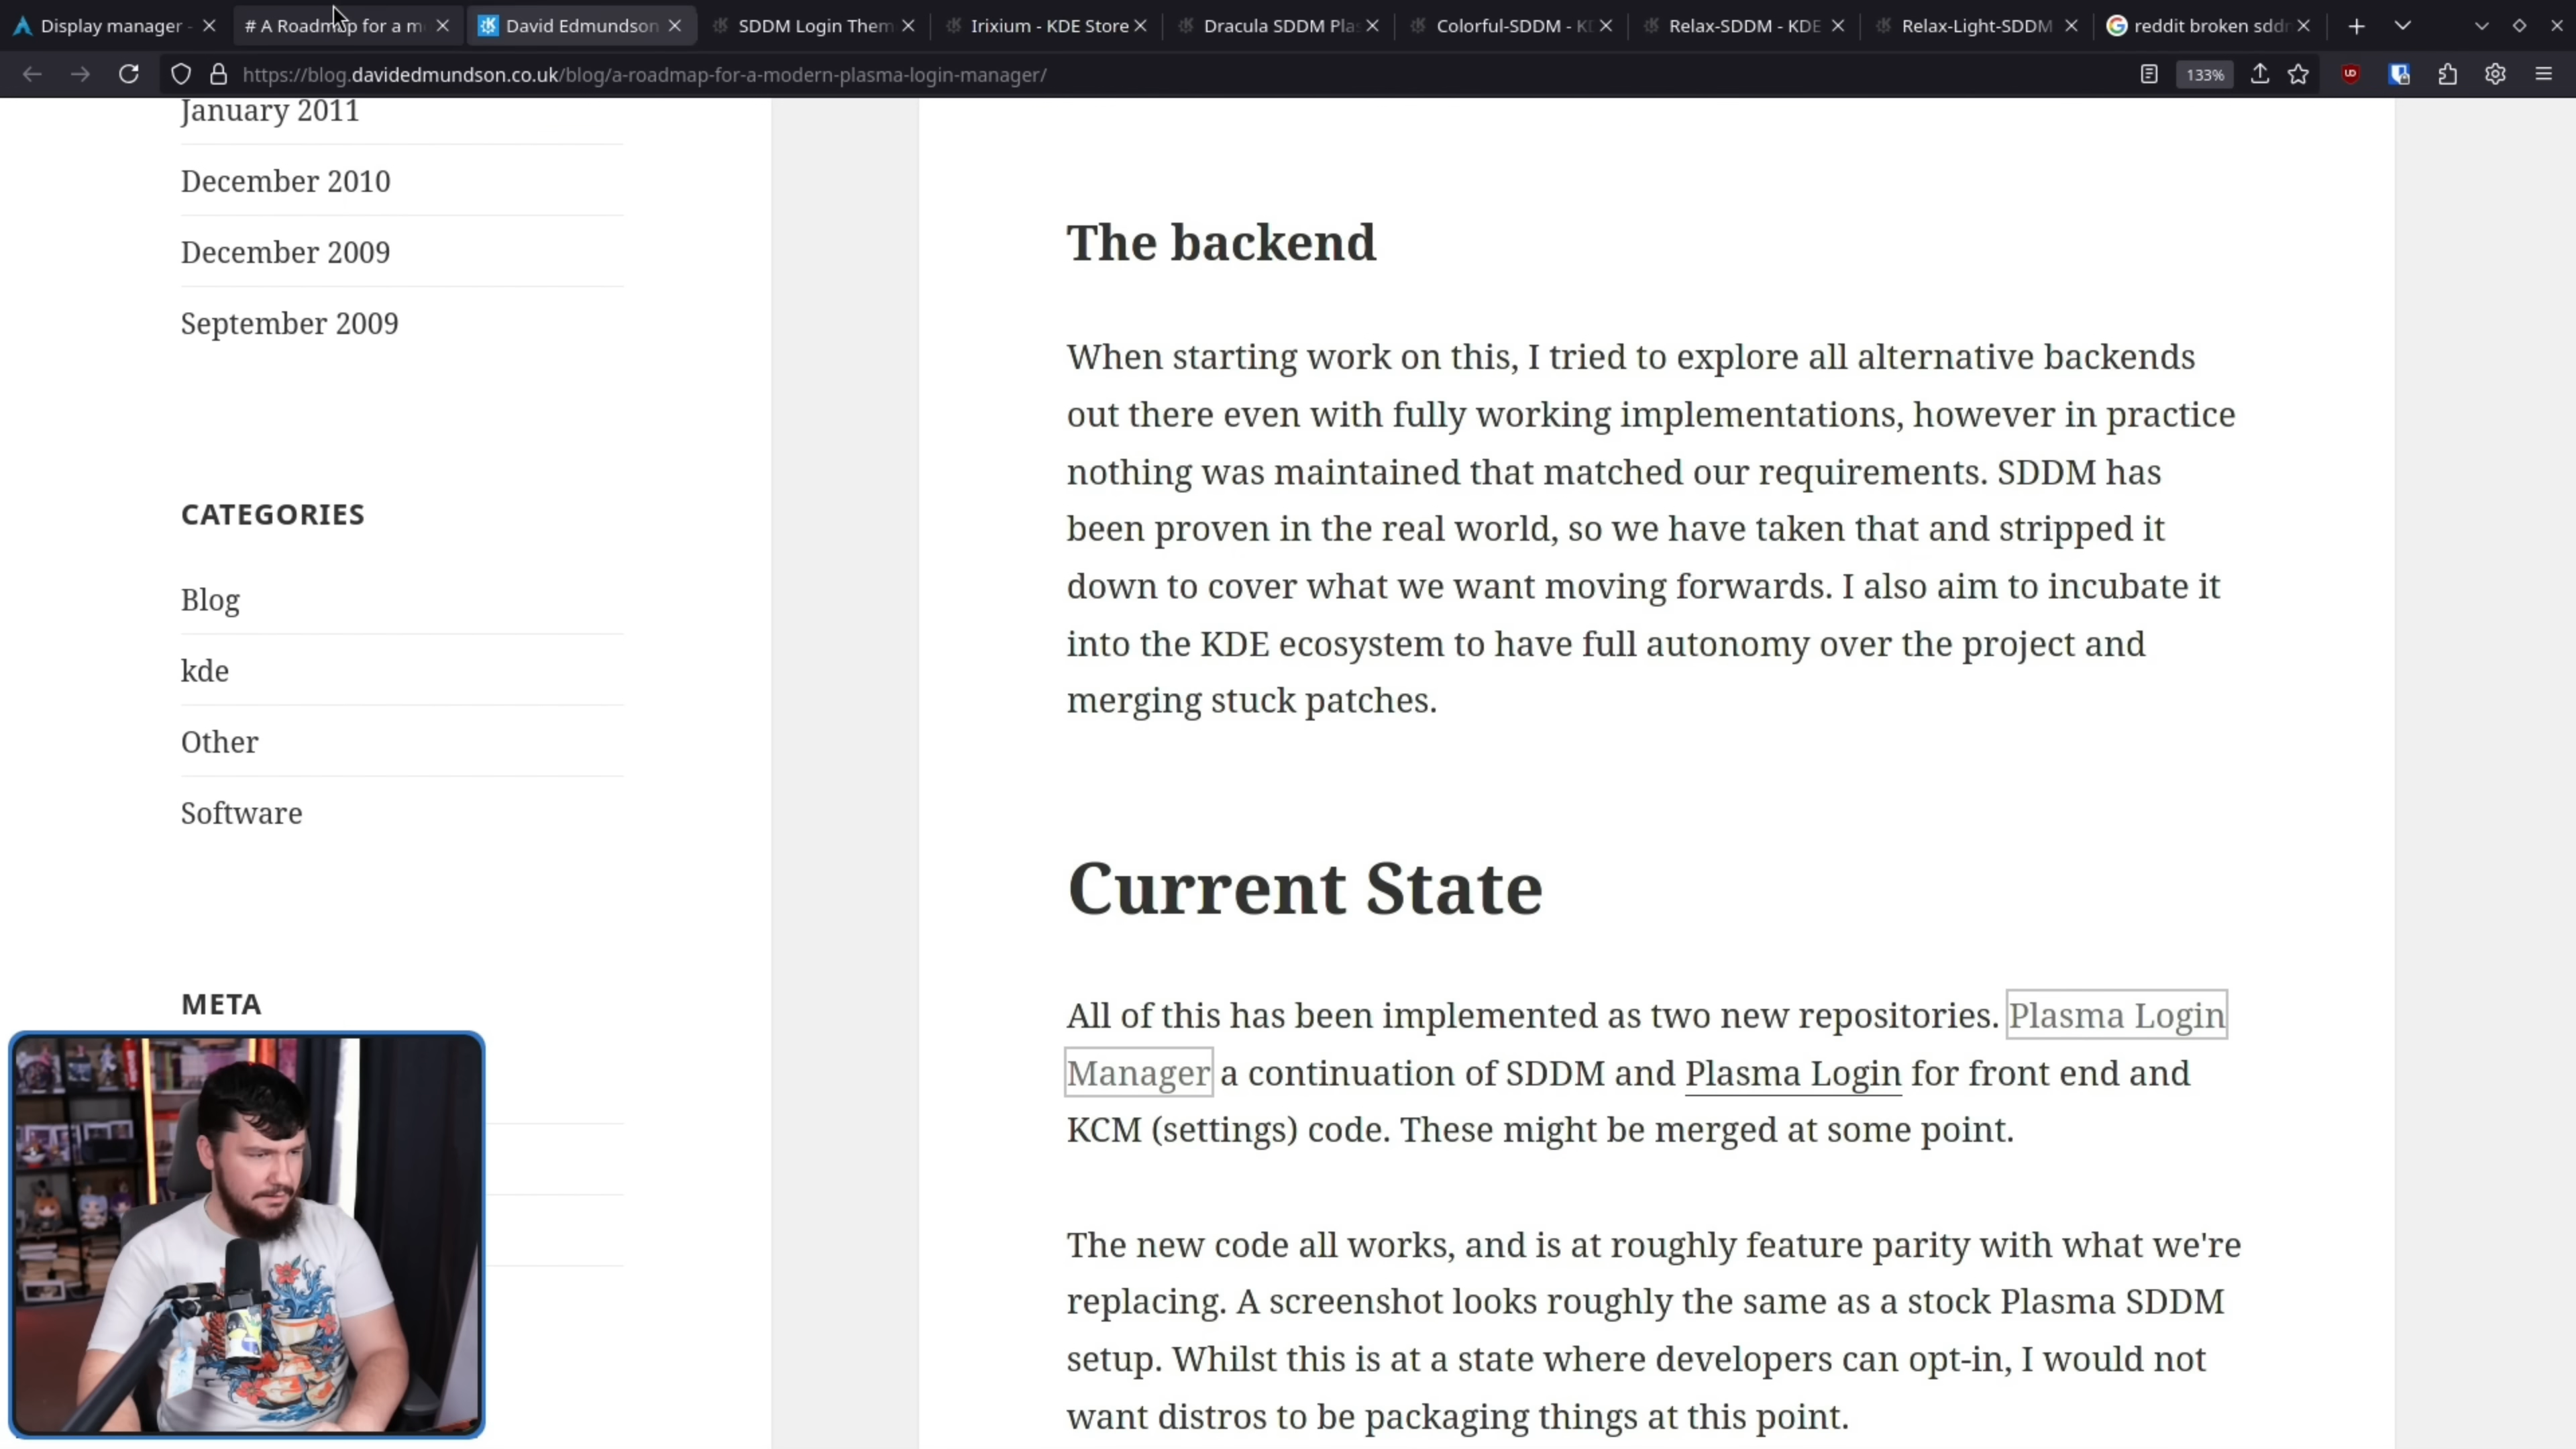 Display manager -
# A Roadmap for a m
David Edmundson
SDDM Login Them
Irixium - KDE Store
Dracula SDDM Pla
Colorful-SDDM - K
Relax-SDDM - KDE
Relax-Light-SDDM
reddit broken sdd
https://blog.davidedmundson.co.uk/blog/a-roadmap-for-a-modern-plasma-login-manager/
133%
January 2011
December 2010
December 2009
September 2009
CATEGORIES
Blog
kde
Other
Software
META
The backend
When starting work on this, I tried to explore all alternative backends
out there even with fully working implementations, however in practice
nothing was maintained that matched our requirements. SDDM has
been proven in the real world, so we have taken that and stripped it
down to cover what we want moving forwards. I also aim to incubate it
into the KDE ecosystem to have full autonomy over the project and
merging stuck patches.
Current State
All of this has been implemented as two new repositories. Plasma Login
Manager a continuation of SDDM and Plasma Login for front end and
KCM (settings) code. These might be merged at some point.
The new code all works, and is at roughly feature parity with what we're
replacing. A screenshot looks roughly the same as a stock Plasma SDDM
setup. Whilst this is at a state where developers can opt-in, I would not
want distros to be packaging things at this point.